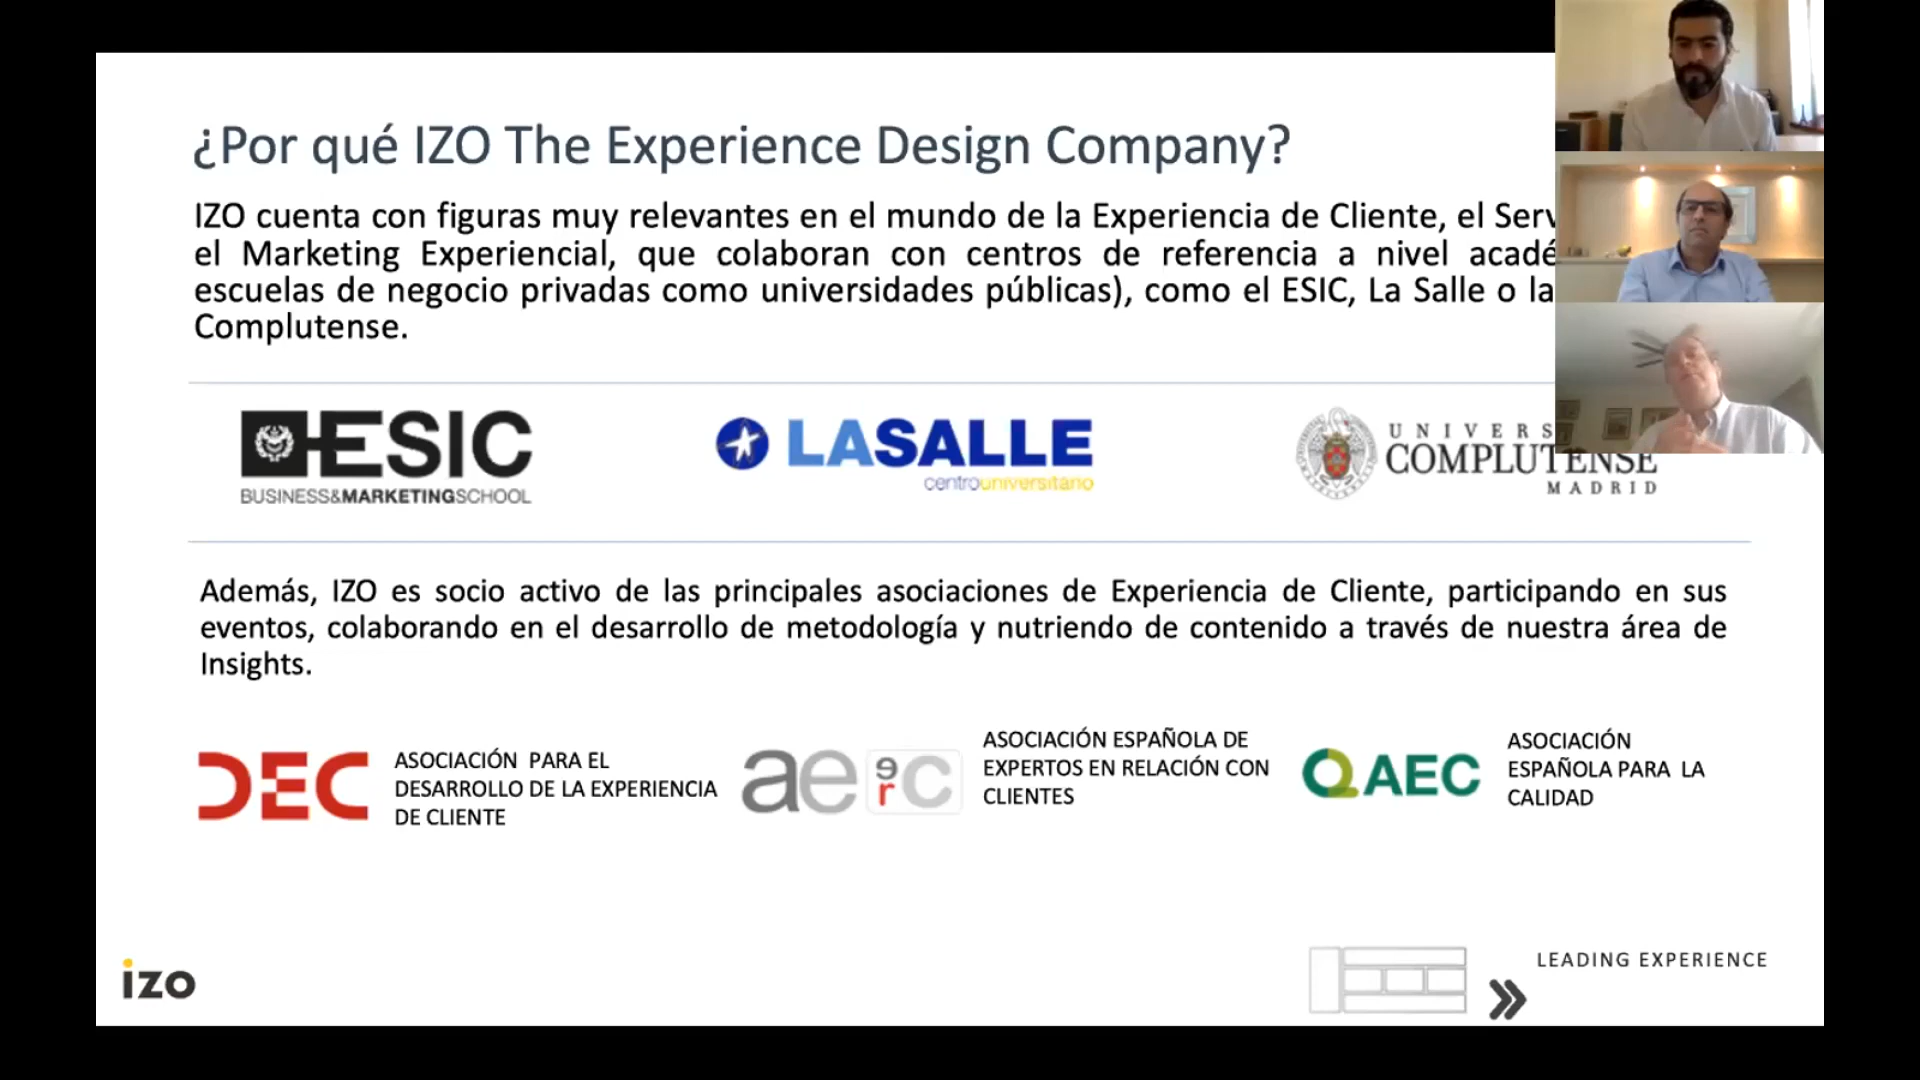 ¿Por qué IZO The Experience Design Company?
IZO cuenta con figuras muy relevantes en el mundo de la Experiencia de Cliente, el
el Marketing Experiencial, que colaboran con centros de referencia a nivel
escuelas de negocio privadas como universidades públicas), como el ESIC, La Salle o la
Complutense.
ESIC
BUSINESS&MARKETINGSCHOOL
LASALLE
centrouniversitario
COMPLUTENSE
MADRID
Además, IZO es socio activo de las principales asociaciones de Experiencia de Cliente, participando en sus
eventos, colaborando en el desarrollo de metodología y nutriendo de contenido a través de nuestra área de
Insights.
DEC
ASOCIACIÓN PARA EL
DESARROLLO DE LA EXPERIENCIA
DE CLIENTE
aeerc
ASOCIACIÓN ESPAÑOLA DE
EXPERTOS EN RELACIÓN CON
CLIENTES
AEC
ASOCIACIÓN
ESPAÑOLA PARA LA
CALIDAD
izo
LEADING EXPERIENCE